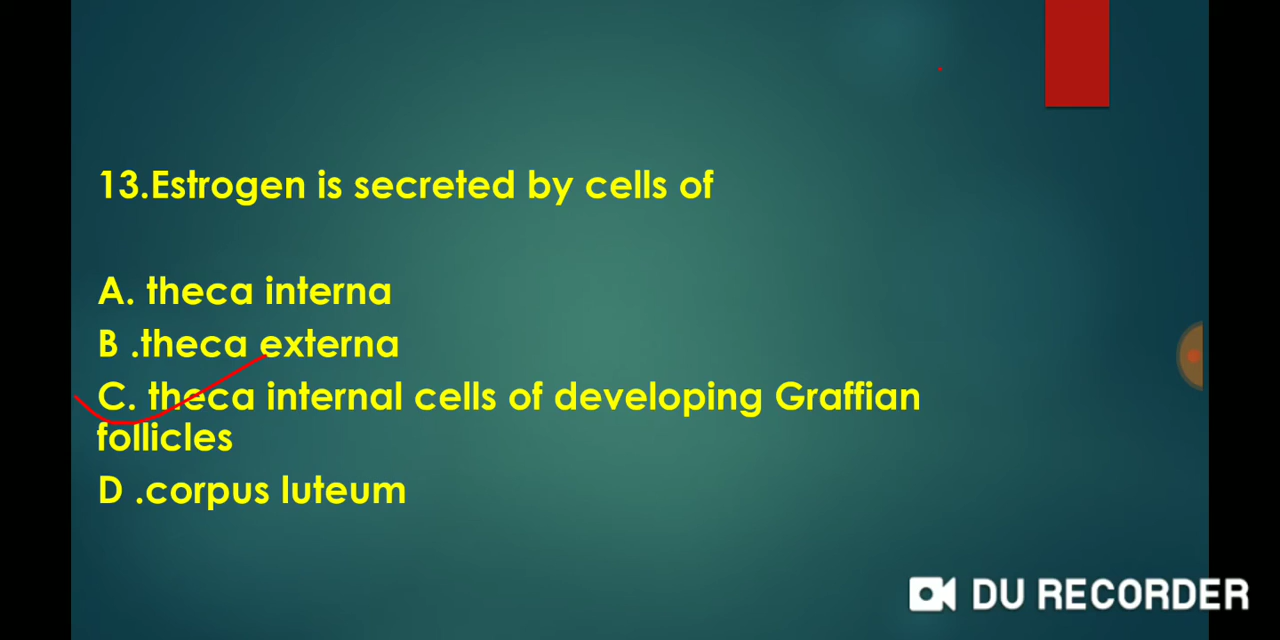 13.Estrogen is secreted by cells of
A. theca interna
B .theca externa
C. theca internal cells of developing Graffian
follicles
D .corpus luteum
DU RECORDER